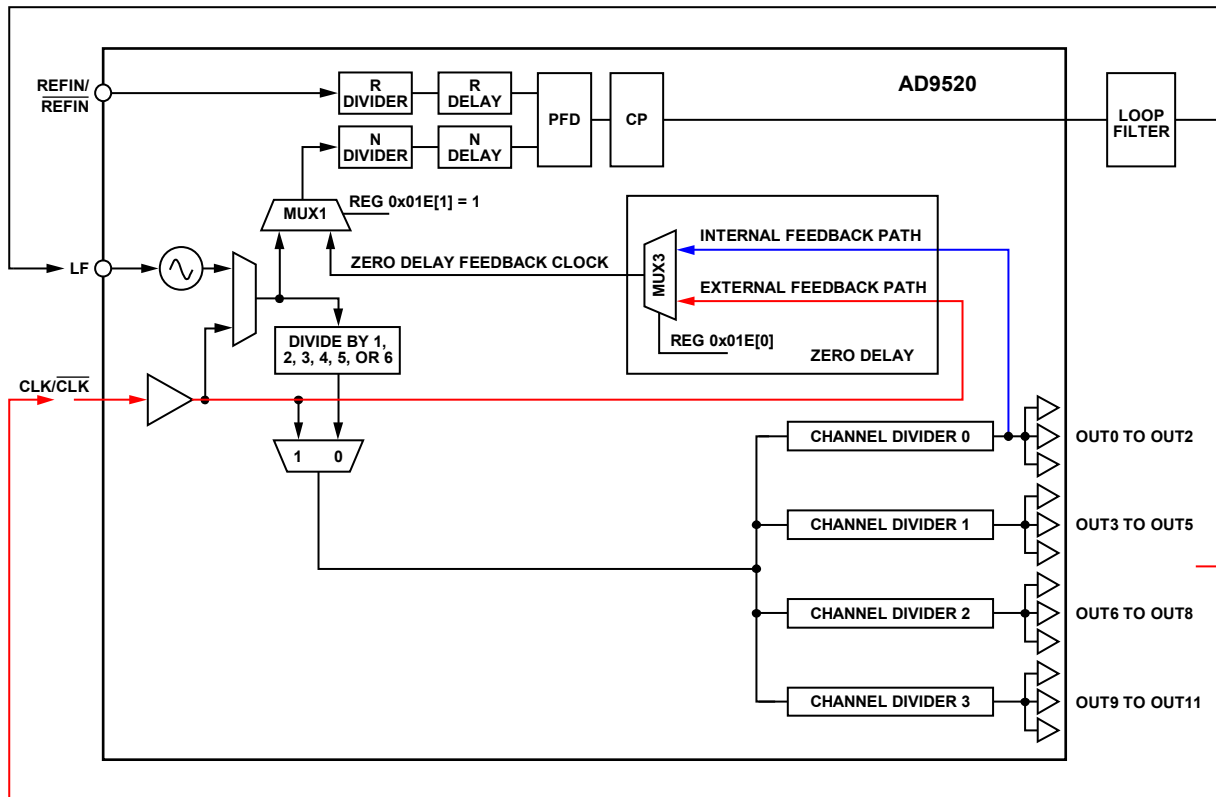 AD9520
REFIN/
REFIN
R
DIVIDER
R
DELAY
PFD
CP
LOOP
FILTER
N
DIVIDER
N
DELAY
REG 0x01E[1] = 1
MUX1
INTERNAL FEEDBACK PATH
LF
ZERO DELAY FEEDBACK CLOCK
MUX3
EXTERNAL FEEDBACK PATH
DIVIDE BY 1,
2, 3, 4, 5, OR 6
REG 0x01E[0]
ZERO DELAY
CLK/CLK
1 0
CHANNEL DIVIDER 0
OUT0 TO OUT2
CHANNEL DIVIDER 1
OUT3 TO OUT5
CHANNEL DIVIDER 2
OUT6 TO OUT8
CHANNEL DIVIDER 3
OUT9 TO OUT11